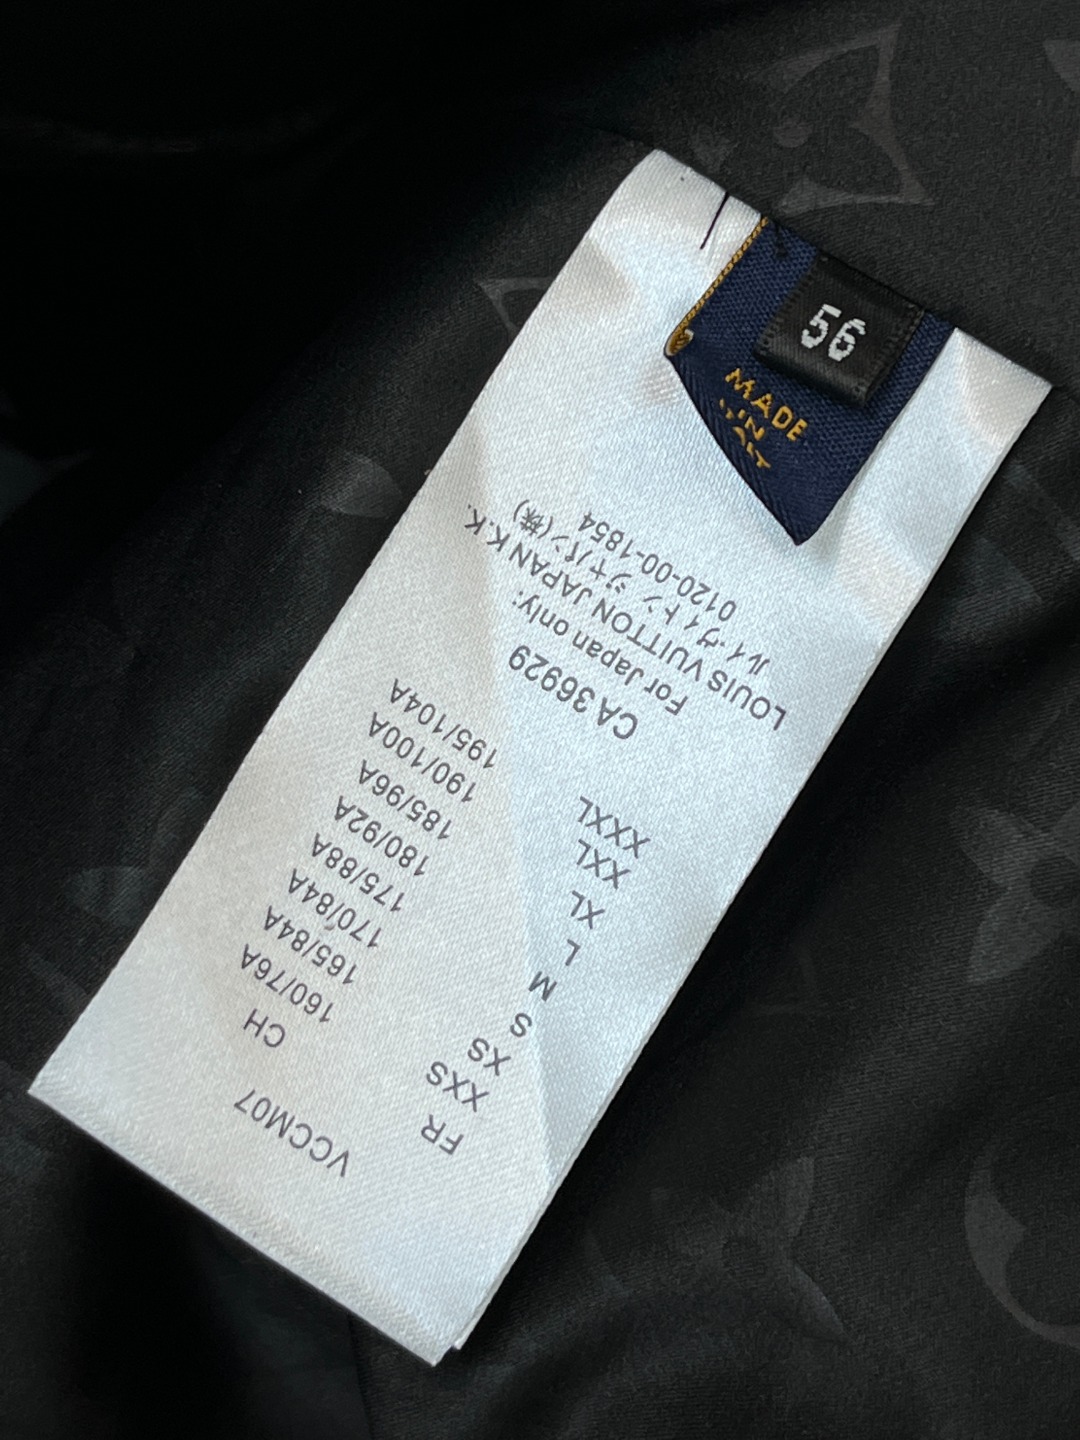 56
MADE
IN
VCCM07
FR CH
XXS 160/76A
XS 165/84A
S 170/84A
M 175/88A
L 180/92A
XL 185/96A
XXL 190/100A
XXXL 195/104A
CA 36929
For Japan only:
LOUIS VUITTON JAPAN K.K.
ルイ.ヴィトン ジャパン(株)
0120-00-1854